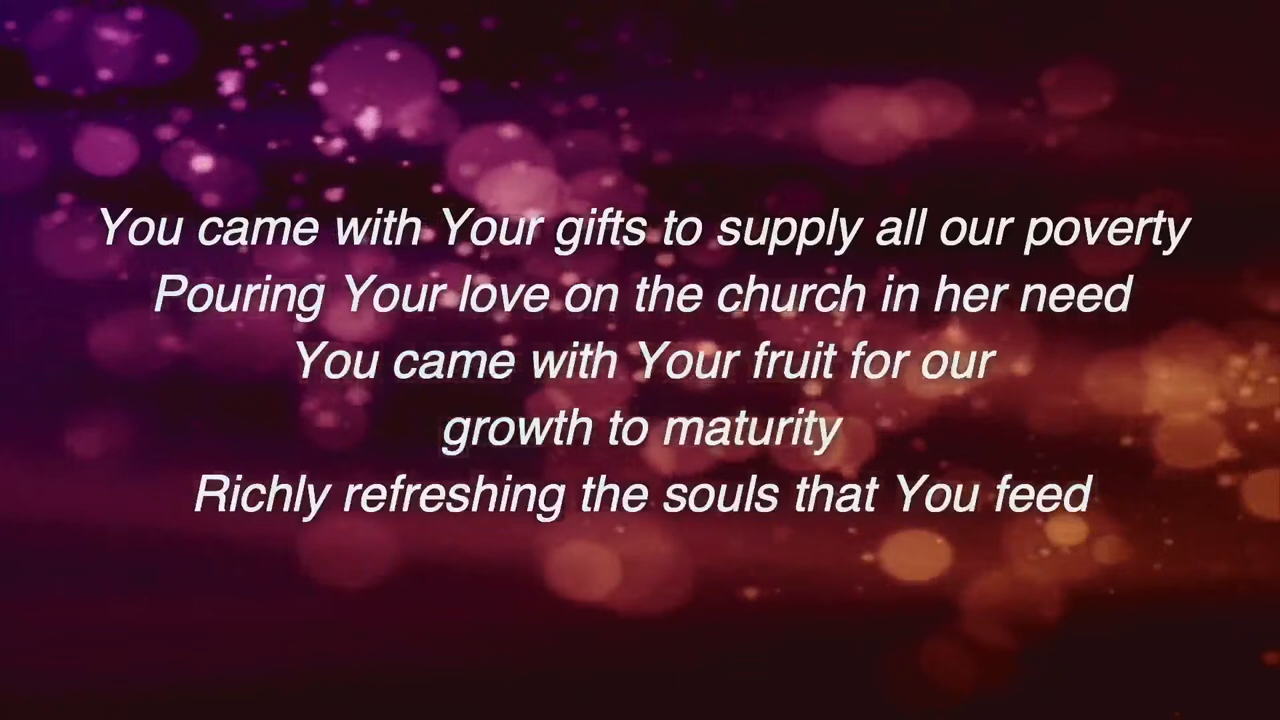 You came with Your gifts to supply all our poverty
Pouring Your love on the church in her need
You came with Your fruit for our
growth to maturity
Richly refreshing the souls that You feed